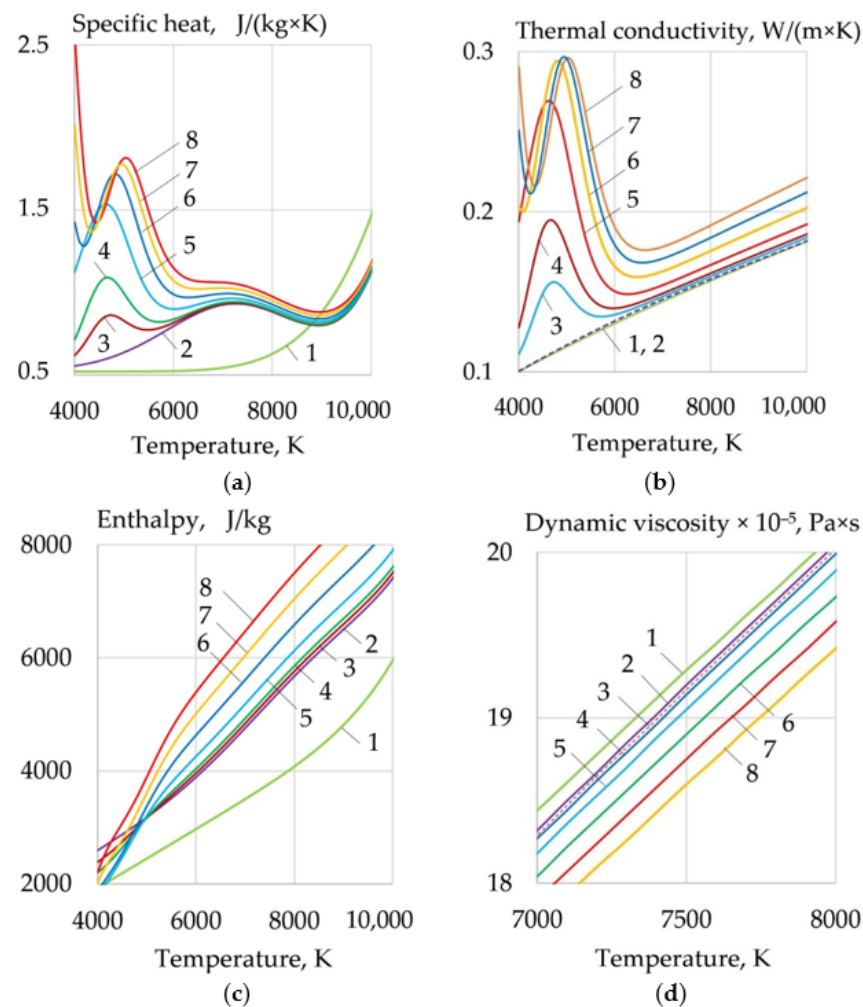 Specific heat, J/(kg×K)
2.5
1.5
0.5
8
7
6
5
4
3
2
1
4000 6000 8000 10,000
Temperature, K
(a)
Thermal conductivity, W/(m×K)
0.3
0.2
0.1
8
7
6
5
4
3
1, 2
4000 6000 8000 10,000
Temperature, K
(b)
Enthalpy, J/kg
8000
6000
4000
2000
8
7
6
5
4
3
2
1
4000 6000 8000 10,000
Temperature, K
(c)
Dynamic viscosity × 10⁻⁵, Pa×s
20
19
18
1
2
3
4
5
6
7
8
7000 7500 8000
Temperature, K
(d)